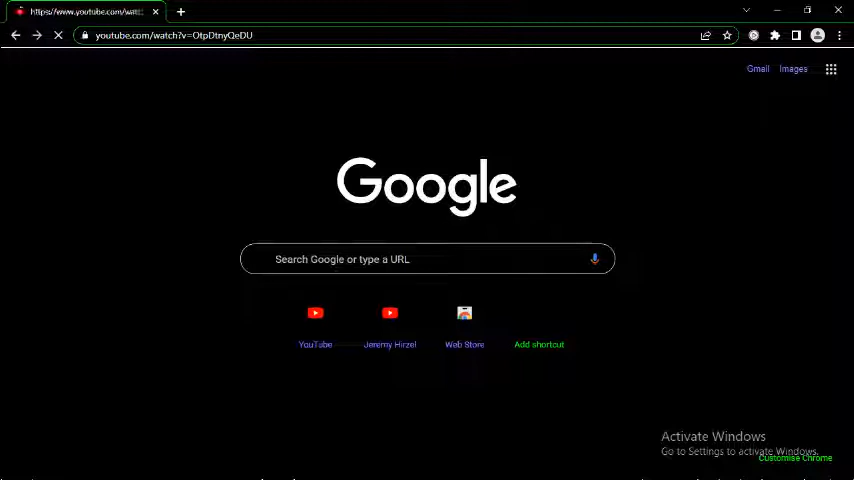 https://www.youtube.com/watc
youtube.com/watch?v=OtpDtnyQeDU
Gmail Images
Google
Search Google or type a URL
YouTube Jeremy Hirzel Web Store Add shortcut
Activate Windows
Go to Settings to activate Windows.
Customise Chrome